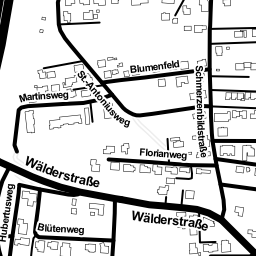 Blumenfeld
St-Antoniusweg
Martinsweg
Schmerzenbildstraße
Florianweg
Wälderstraße
Hubertusweg
Wälderstraße
Blütenweg